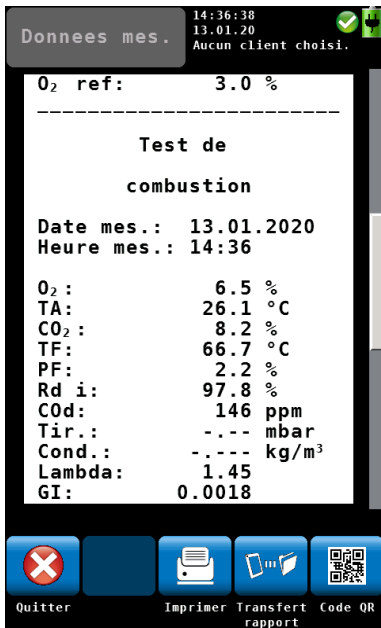 Donnees mes.
14:36:38
13.01.20
Aucun client choisi.
O₂ ref: 3.0 %
Test de
combustion
Date mes.: 13.01.2020
Heure mes.: 14:36
O₂: 6.5 %
TA: 26.1 °C
CO₂: 8.2 %
TF: 66.7 °C
PF: 2.2 %
Rd i: 97.8 %
COd: 146 ppm
Tir.: -.-- mbar
Cond.: -.--- kg/m³
Lambda: 1.45
GI: 0.0018
Quitter
Imprimer
Transfert
rapport
Code QR